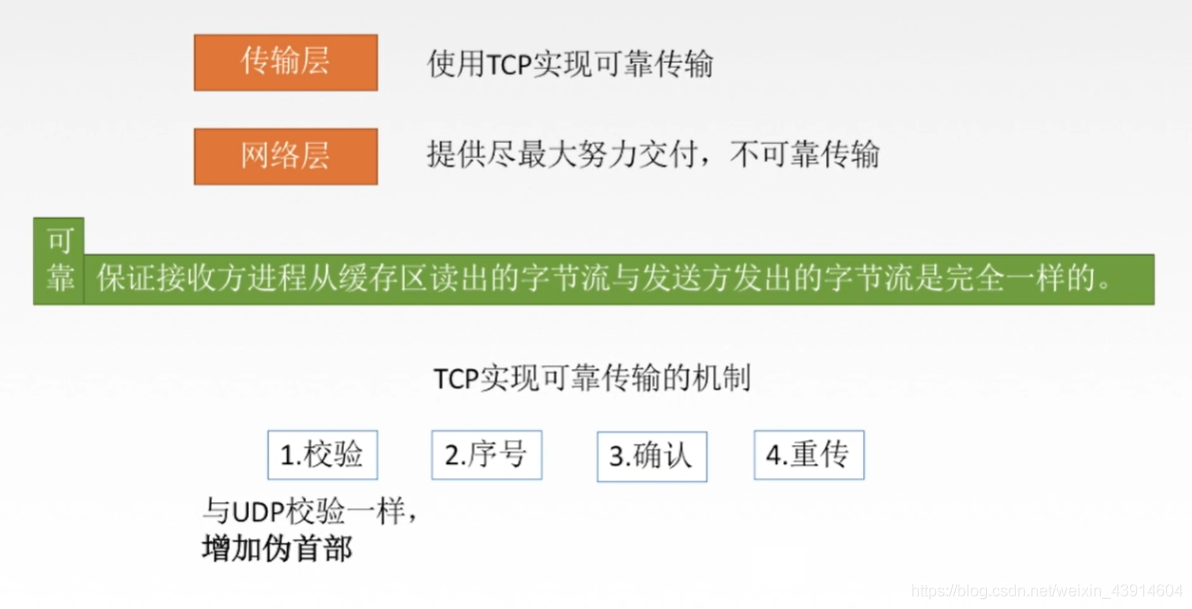 传输层 使用TCP实现可靠传输
网络层 提供尽最大努力交付，不可靠传输
可靠 保证接收方进程从缓存区读出的字节流与发送方发出的字节流是完全一样的。
TCP实现可靠传输的机制
1.校验 2.序号 3.确认 4.重传
与UDP校验一样，
增加伪首部
https://blog.csdn.net/weixin_43914604